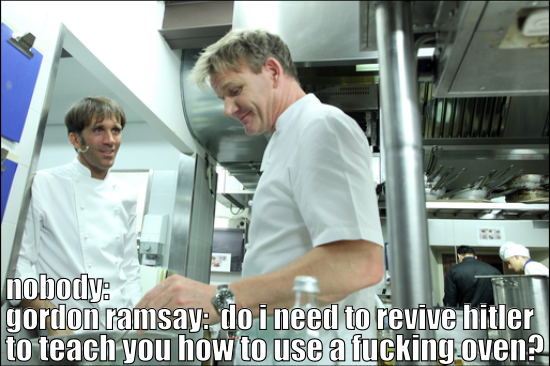 nobody:
gordon ramsay:  do i need to revive hitler
to teach you how to use a fucking oven?